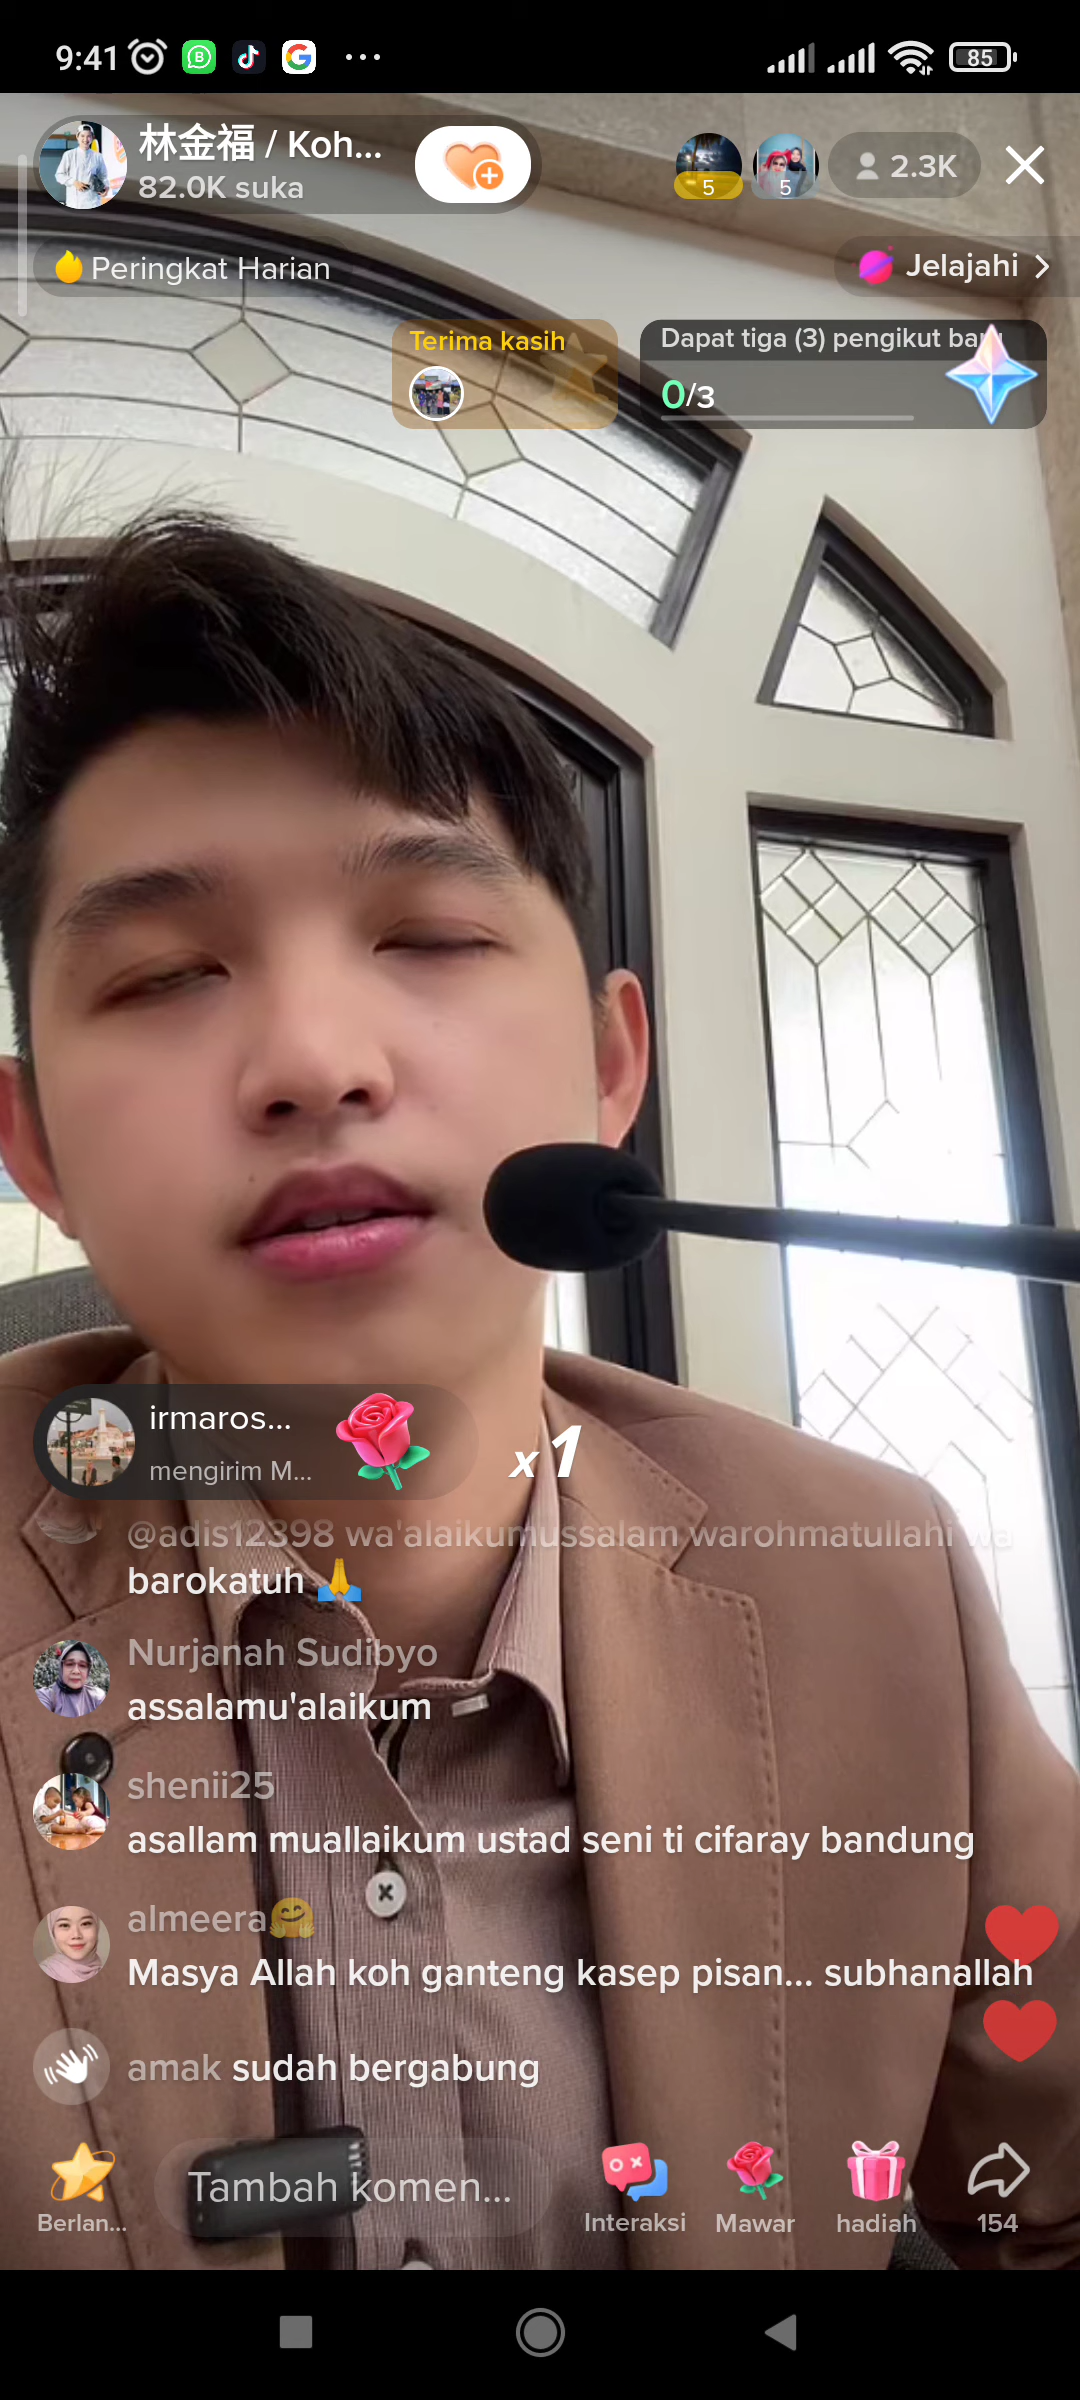 9:41
85
林金福 / Koh...
82.0K suka
5
5
2.3K
Peringkat Harian
Jelajahi
Terima kasih
Dapat tiga (3) pengikut
0/3
irmaros...
mengirim M...
x1
@adis12398 wa'alaikumussalam warohmatullahi wa
barokatuh 🙏
Nurjanah Sudibyo
assalamu'alaikum
shenii25
asallam muallaikum ustad seni ti cifaray bandung
almeera🤗
Masya Allah koh ganteng kasep pisan... subhanallah
amak sudah bergabung
Tambah komen...
Berlan...
Interaksi
Mawar
hadiah
154